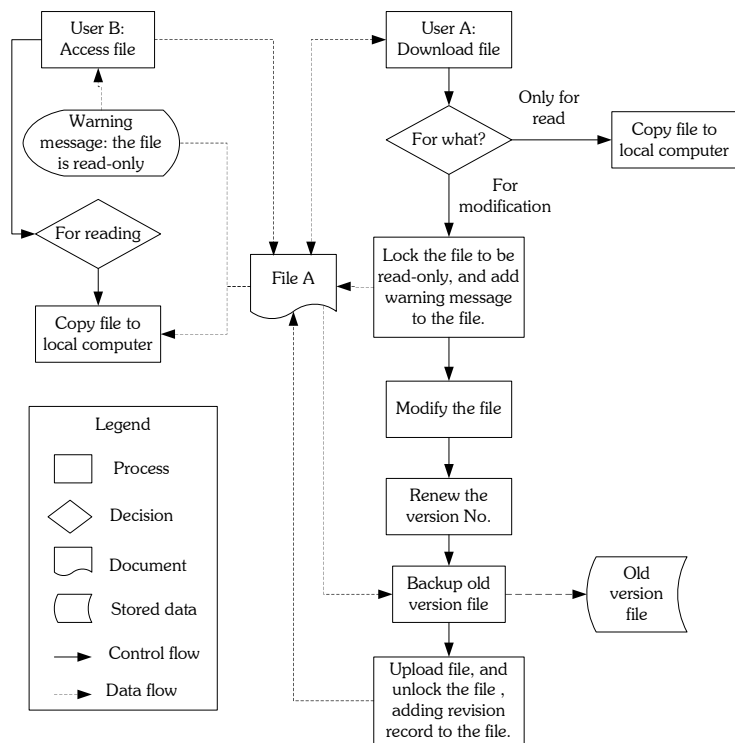 User B:
Access file
User A:
Download file
Warning
message: the file
is read-only
For what?
Only for
read
Copy file to
local computer
For
modification
For reading
File A
Lock the file to be
read-only, and add
warning message
to the file.
Copy file to
local computer
Modify the file
Renew the
version No.
Backup old
version file
Old
version
file
Upload file, and
unlock the file ,
adding revision
record to the file.
Legend
Process
Decision
Document
Stored data
Control flow
Data flow